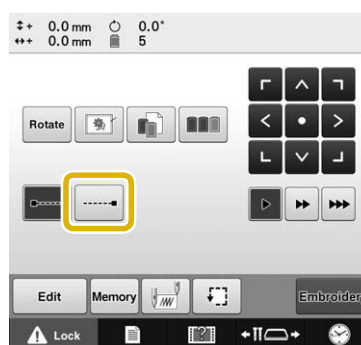 0.0 mm 0.0°
0.0 mm 5
Rotate
Edit Memory Embroider
Lock